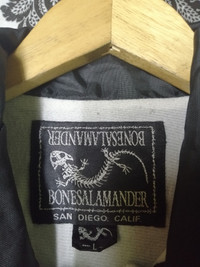 BONESALAMANDER
BONESALAMANDER
SAN DIEGO, CALIF.
-L-